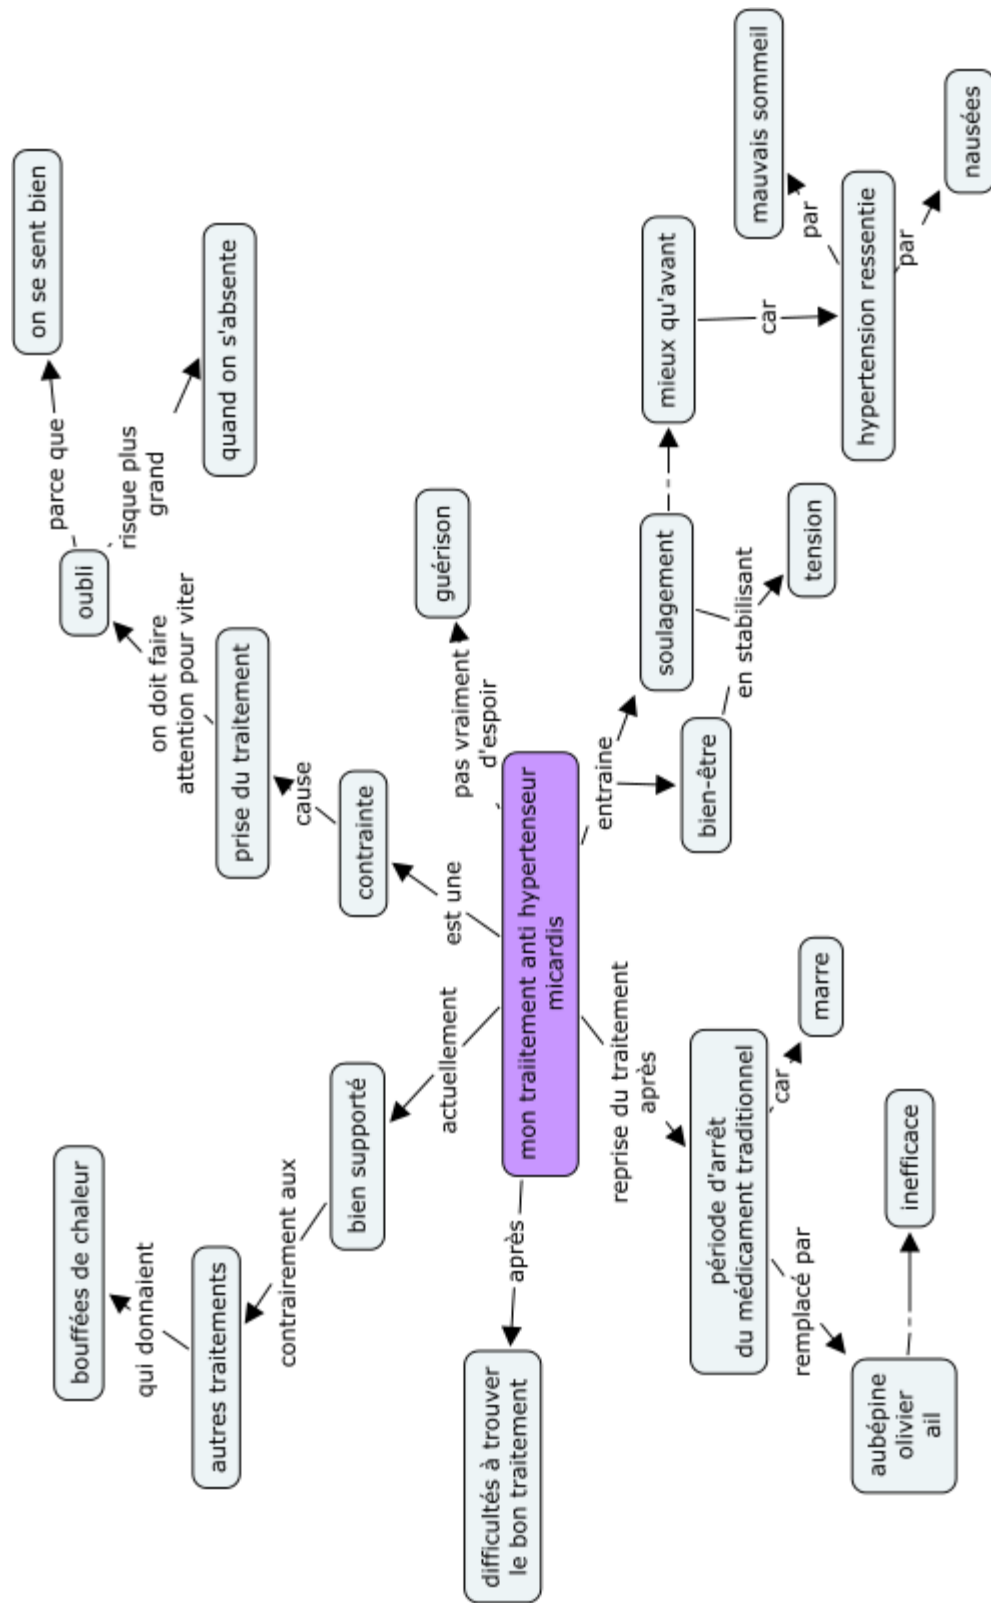 bouffées de chaleur
qui donnaient
autres traitements
contrairement aux
bien supporté
actuellement
on se sent bien
parce que
oubli
risque plus
grand
quand on s'absente
on doit faire
attention pour viter
prise du traitement
cause
contrainte
est une
pas vraiment
d'espoir
guérison
difficultés à trouver
le bon traitement
après
mon traiitement anti hypertenseur
micardis
reprise du traitement
après
période d'arrêt
du médicament traditionnel
car
marre
remplacé par
aubépine
olivier
ail
inefficace
entraine
bien-être
soulagement
en stabilisant
tension
mieux qu'avant
car
hypertension ressentie
par
mauvais sommeil
par
nausées